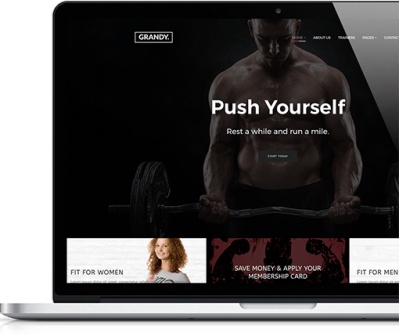 GRANDY.
HOME ABOUT US TRAINERS PAGES CONTACT
Push Yourself
Rest a while and run a mile.
START TODAY
FIT FOR WOMEN
SAVE MONEY & APPLY YOUR
MEMBERSHIP CARD
FIT FOR MEN